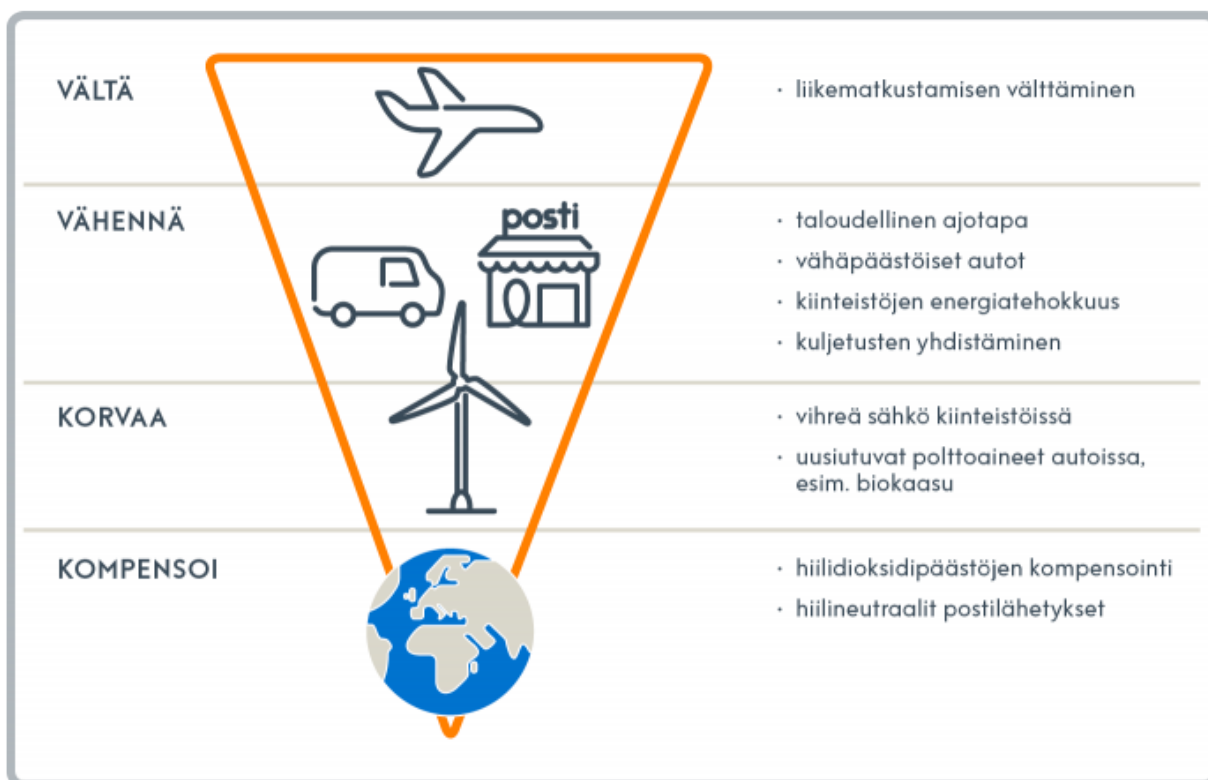 VÄLTÄ
· liikematkustamisen välttäminen
VÄHENNÄ
posti
· taloudellinen ajotapa
· vähäpäästöiset autot
· kiinteistöjen energiatehokkuus
· kuljetusten yhdistäminen
KORVAA
· vihreä sähkö kiinteistöissä
· uusiutuvat polttoaineet autoissa,
esim. biokaasu
KOMPENSOI
· hiilidioksidipäästöjen kompensointi
· hiilineutraalit postilähetykset